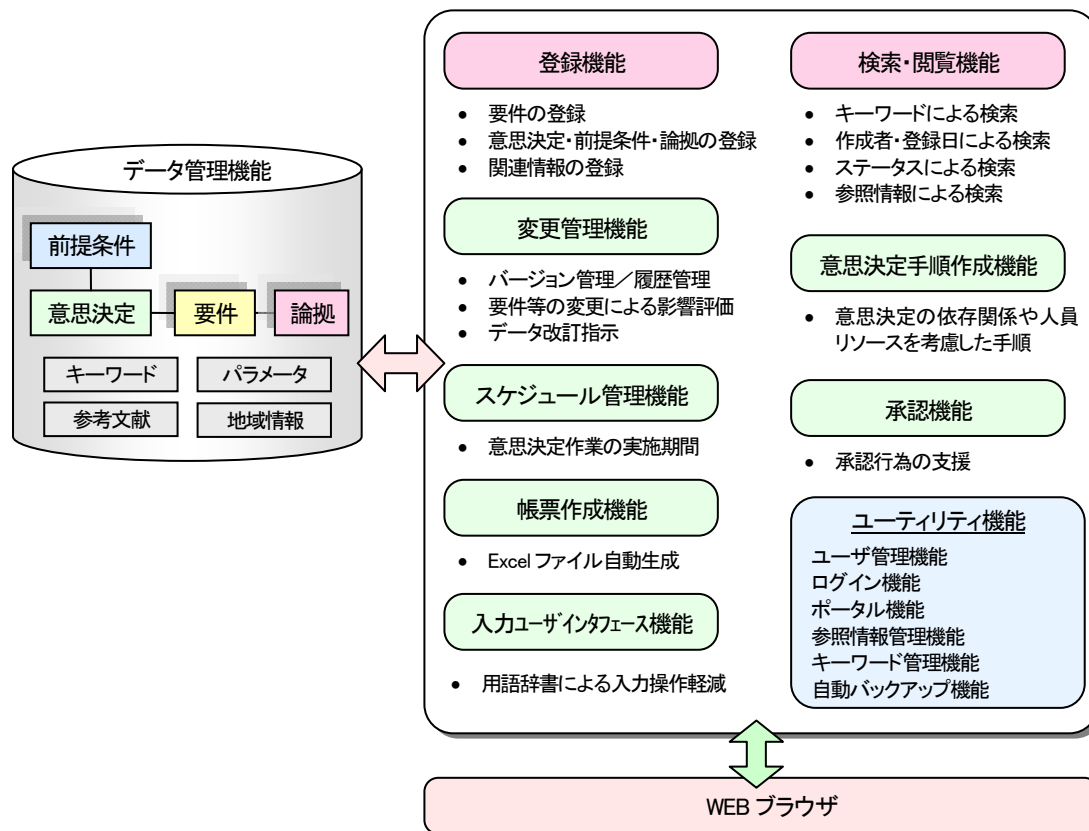 データ管理機能
前提条件
意思決定
要件
論拠
キーワード
パラメータ
参考文献
地域情報
登録機能
• 要件の登録
• 意思決定・前提条件・論拠の登録
• 関連情報の登録
変更管理機能
• バージョン管理／履歴管理
• 要件等の変更による影響評価
• データ改訂指示
スケジュール管理機能
• 意思決定作業の実施期間
帳票作成機能
• Excel ファイル自動生成
入力ユーザインタフェース機能
• 用語辞書による入力操作軽減
検索・閲覧機能
• キーワードによる検索
• 作成者・登録日による検索
• ステータスによる検索
• 参照情報による検索
意思決定手順作成機能
• 意思決定の依存関係や人員
リソースを考慮した手順
承認機能
• 承認行為の支援
ユーティリティ機能
ユーザ管理機能
ログイン機能
ポータル機能
参照情報管理機能
キーワード管理機能
自動バックアップ機能
WEB ブラウザ